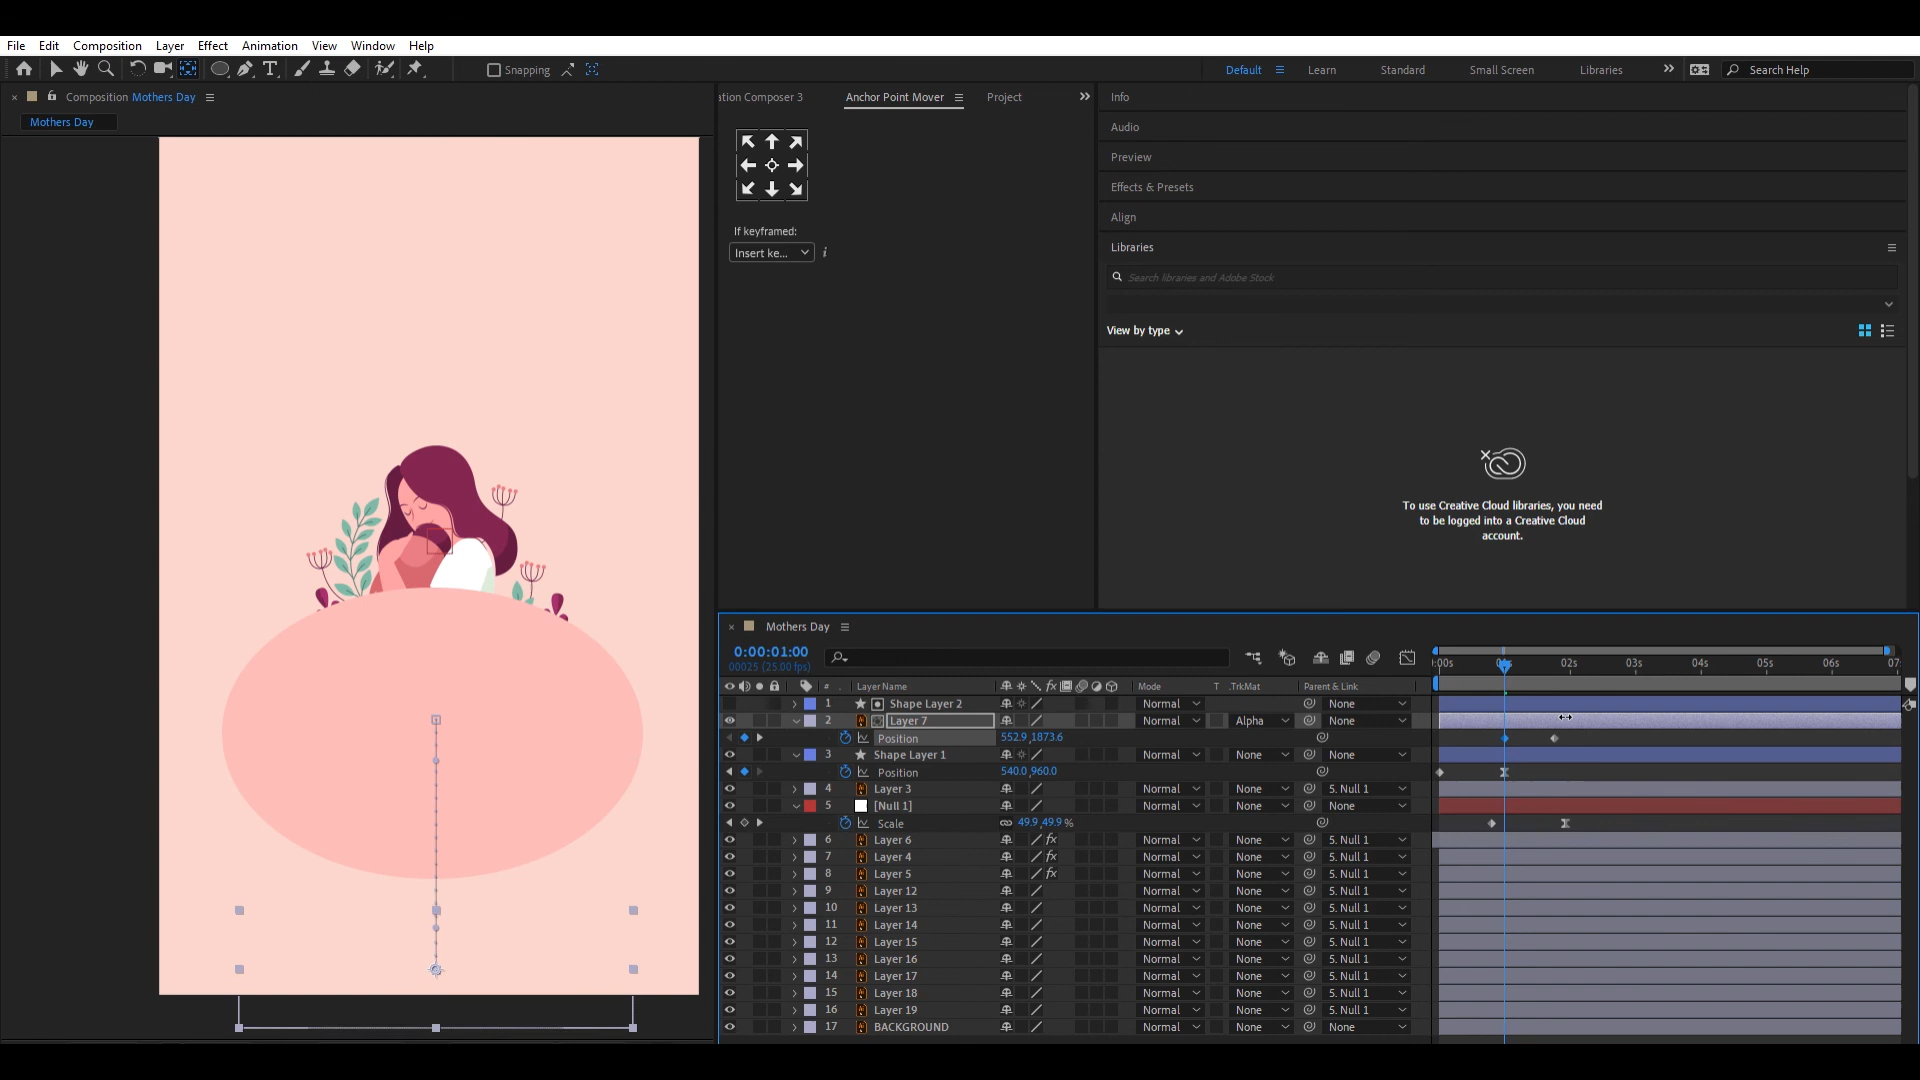 File Edit Composition Layer Effect Animation View Window Help
Snapping Default Learn Standard Small Screen Libraries Search Help
Composition Mothers Day
Mothers Day
ation Composer 3 Anchor Point Mover Project
If keyframed:
Insert ke...
Info
Audio
Preview
Effects & Presets
Align
Libraries
Search libraries and Adobe Stock
View by type
To use Creative Cloud libraries, you need
to be logged into a Creative Cloud
account.
Mothers Day
0:00:01:00
00025 (25.00 fps)
:00s 02s 03s 04s 05s 06s 07
# Layer Name Mode T .TrkMat Parent & Link
1 Shape Layer 2 Normal None
2 Layer 7 Normal Alpha None
Position 552.9,1873.6
3 Shape Layer 1 Normal None None
Position 540.0,960.0
4 Layer 3 Normal None 5. Null 1
5 [Null 1] Normal None None
Scale 49.9,49.9 %
6 Layer 6 fx Normal None 5. Null 1
7 Layer 4 fx Normal None 5. Null 1
8 Layer 5 fx Normal None 5. Null 1
9 Layer 12 Normal None 5. Null 1
10 Layer 13 Normal None 5. Null 1
11 Layer 14 Normal None 5. Null 1
12 Layer 15 Normal None 5. Null 1
13 Layer 16 Normal None 5. Null 1
14 Layer 17 Normal None 5. Null 1
15 Layer 18 Normal None 5. Null 1
16 Layer 19 Normal None 5. Null 1
17 BACKGROUND Normal None None